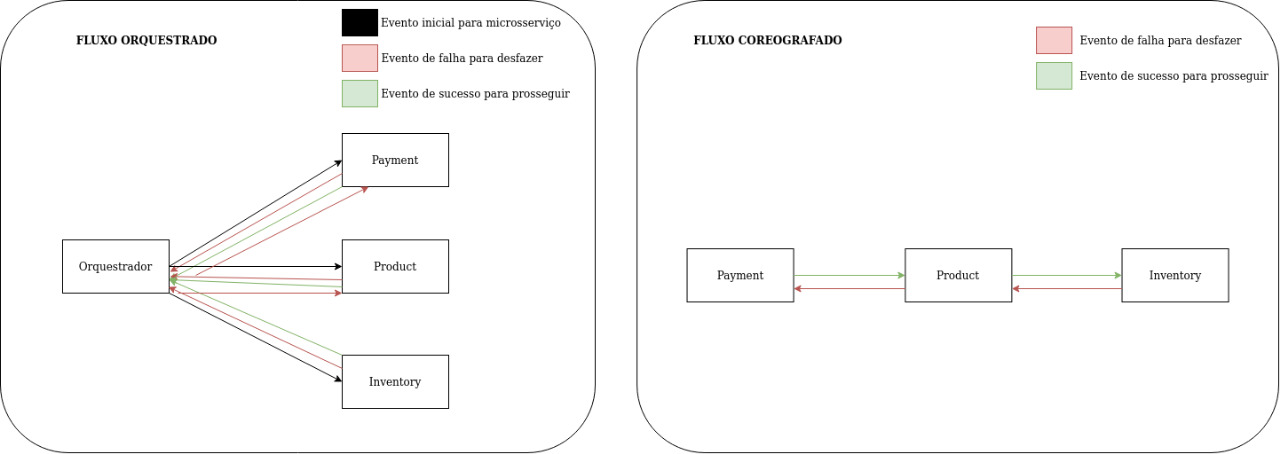 FLUXO ORQUESTRADO
Evento inicial para microsserviço
Evento de falha para desfazer
Evento de sucesso para prosseguir
Payment
Orquestrador
Product
Inventory
FLUXO COREOGRAFADO
Evento de falha para desfazer
Evento de sucesso para prosseguir
Payment
Product
Inventory